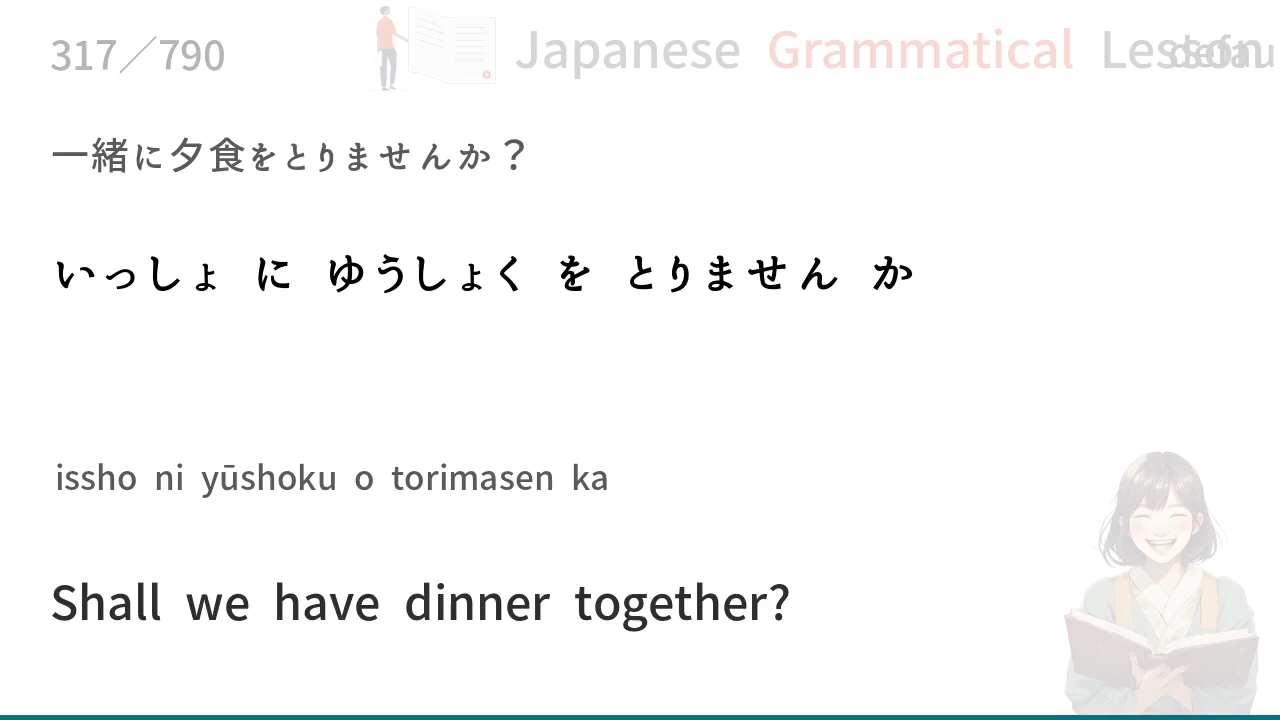 317／790
Japanese Grammatical Lesson
一緒に夕食をとりませんか？
いっしょ に ゆうしょく を とりません か
issho ni yūshoku o torimasen ka
Shall we have dinner together?